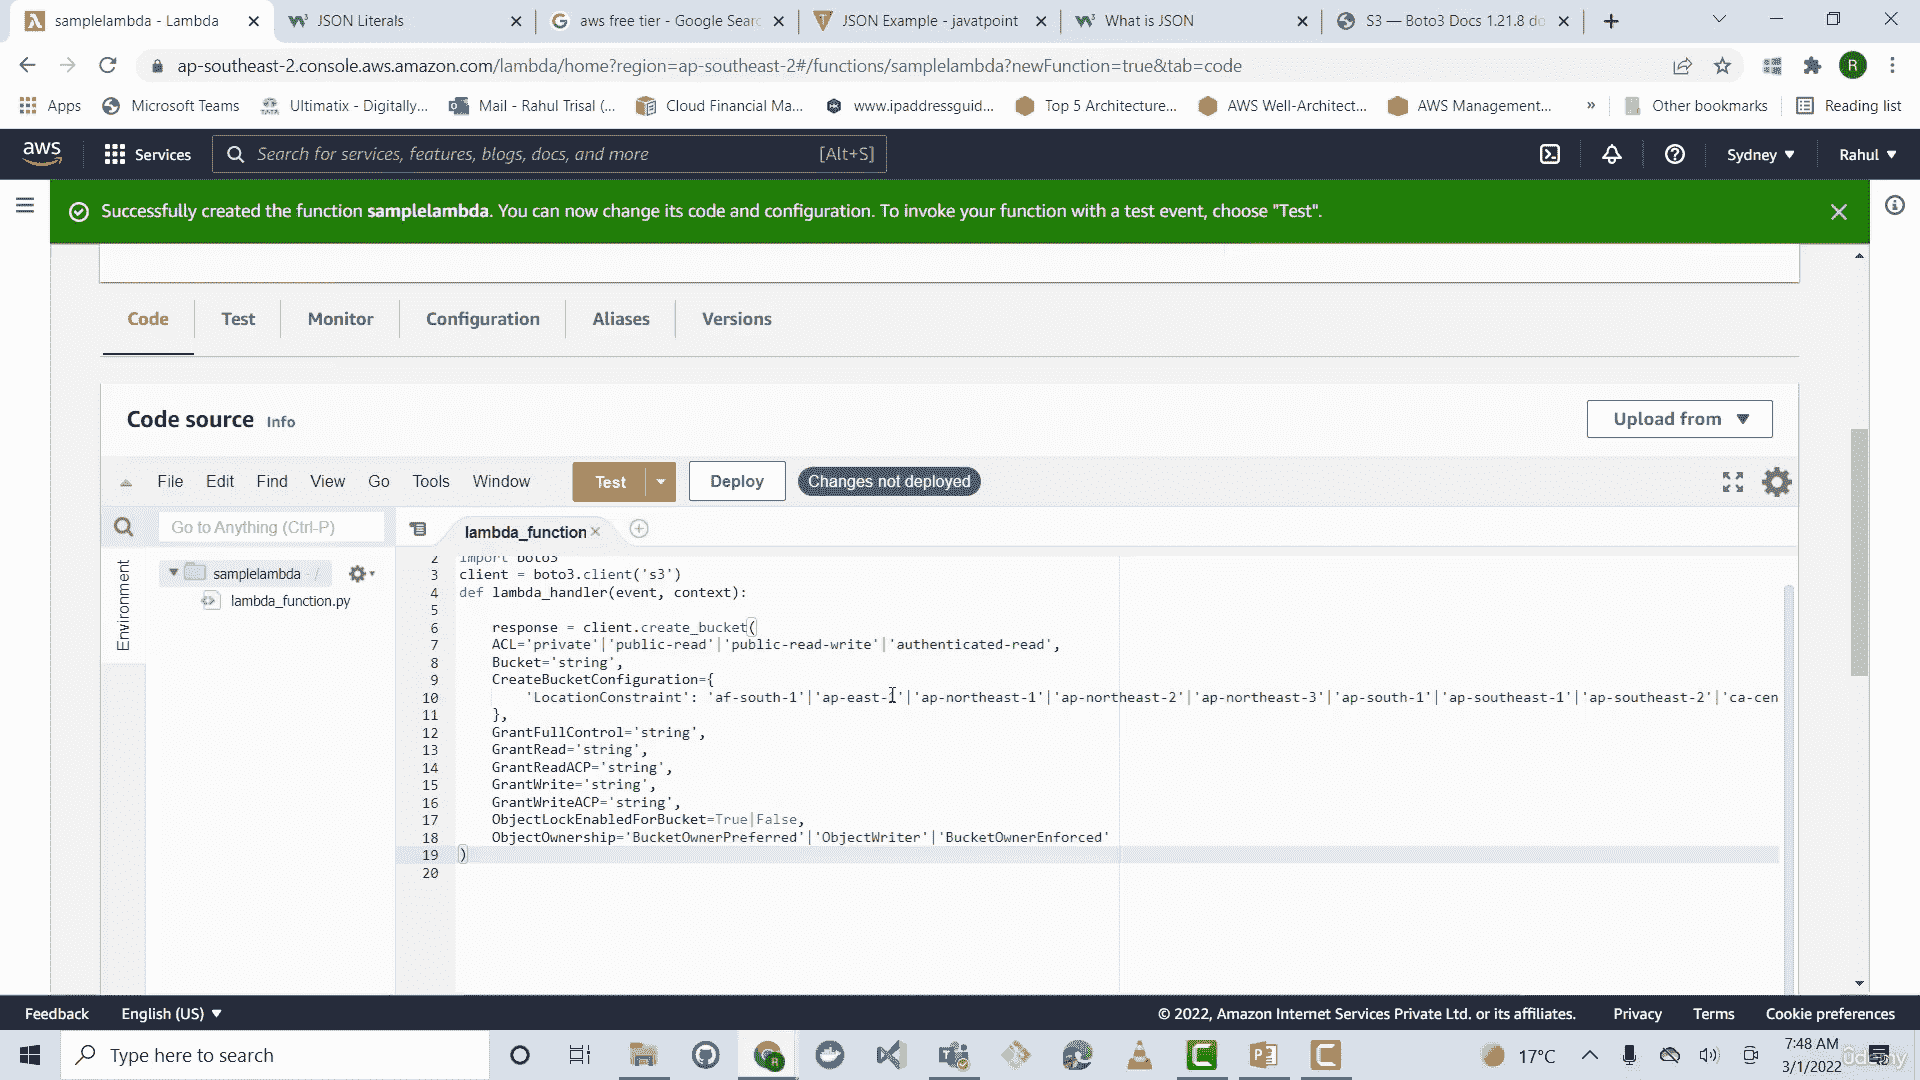 samplelambda - Lambda
JSON Literals
aws free tier - Google Searc
JSON Example - javatpoint
What is JSON
S3 — Boto3 Docs 1.21.8 do
ap-southeast-2.console.aws.amazon.com/lambda/home?region=ap-southeast-2#/functions/samplelambda?newFunction=true&tab=code
R
Apps
Microsoft Teams
Ultimatix - Digitally...
Mail - Rahul Trisal (...
Cloud Financial Ma...
www.ipaddressguid...
Top 5 Architecture...
AWS Well-Architect...
AWS Management...
»
Other bookmarks
Reading list
aws
Services
Search for services, features, blogs, docs, and more
[Alt+S]
Sydney
Rahul
Successfully created the function samplelambda. You can now change its code and configuration. To invoke your function with a test event, choose "Test".
Code
Test
Monitor
Configuration
Aliases
Versions
Code source
Info
Upload from
File
Edit
Find
View
Go
Tools
Window
Test
Deploy
Changes not deployed
Go to Anything (Ctrl-P)
lambda_function
Environment
samplelambda - /
lambda_function.py
2 import boto3
3 client = boto3.client('s3')
4 def lambda_handler(event, context):
5
6 response = client.create_bucket(
7 ACL='private'|'public-read'|'public-read-write'|'authenticated-read',
8 Bucket='string',
9 CreateBucketConfiguration={
10 'LocationConstraint': 'af-south-1'|'ap-east-1'|'ap-northeast-1'|'ap-northeast-2'|'ap-northeast-3'|'ap-south-1'|'ap-southeast-1'|'ap-southeast-2'|'ca-cen
11 },
12 GrantFullControl='string',
13 GrantRead='string',
14 GrantReadACP='string',
15 GrantWrite='string',
16 GrantWriteACP='string',
17 ObjectLockEnabledForBucket=True|False,
18 ObjectOwnership='BucketOwnerPreferred'|'ObjectWriter'|'BucketOwnerEnforced'
19 )
20
Feedback
English (US)
© 2022, Amazon Internet Services Private Ltd. or its affiliates.
Privacy
Terms
Cookie preferences
Type here to search
17°C
7:48 AM
3/1/2022
ûdemy